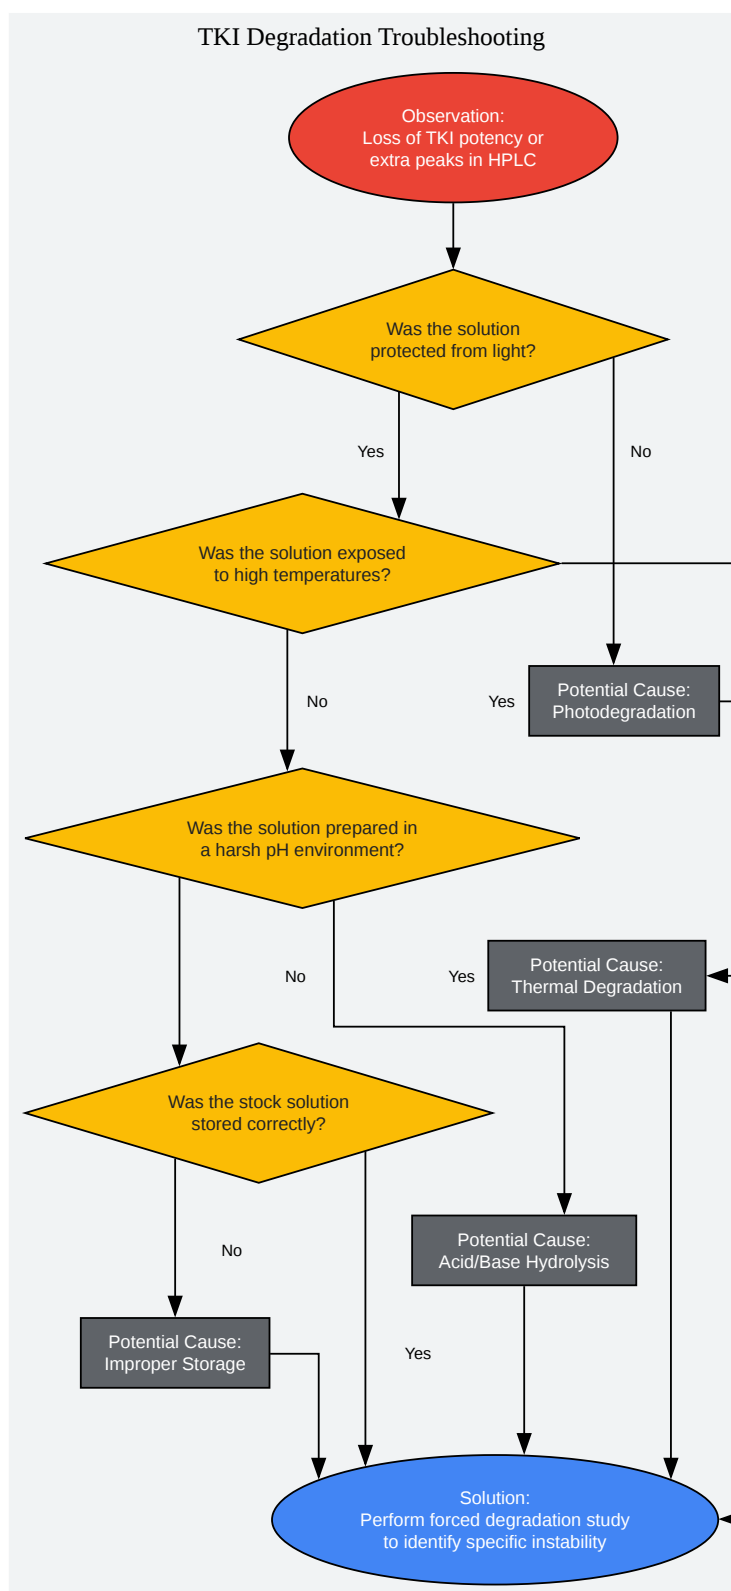 TKI Degradation Troubleshooting
Observation:
Loss of TKI potency or
extra peaks in HPLC
Was the solution
protected from light?
Yes
No
Was the solution exposed
to high temperatures?
No
Yes
Potential Cause:
Photodegradation
Was the solution prepared in
a harsh pH environment?
No
Yes
Potential Cause:
Thermal Degradation
Was the stock solution
stored correctly?
No
Potential Cause:
Acid/Base Hydrolysis
Potential Cause:
Improper Storage
Yes
Solution:
Perform forced degradation study
to identify specific instability